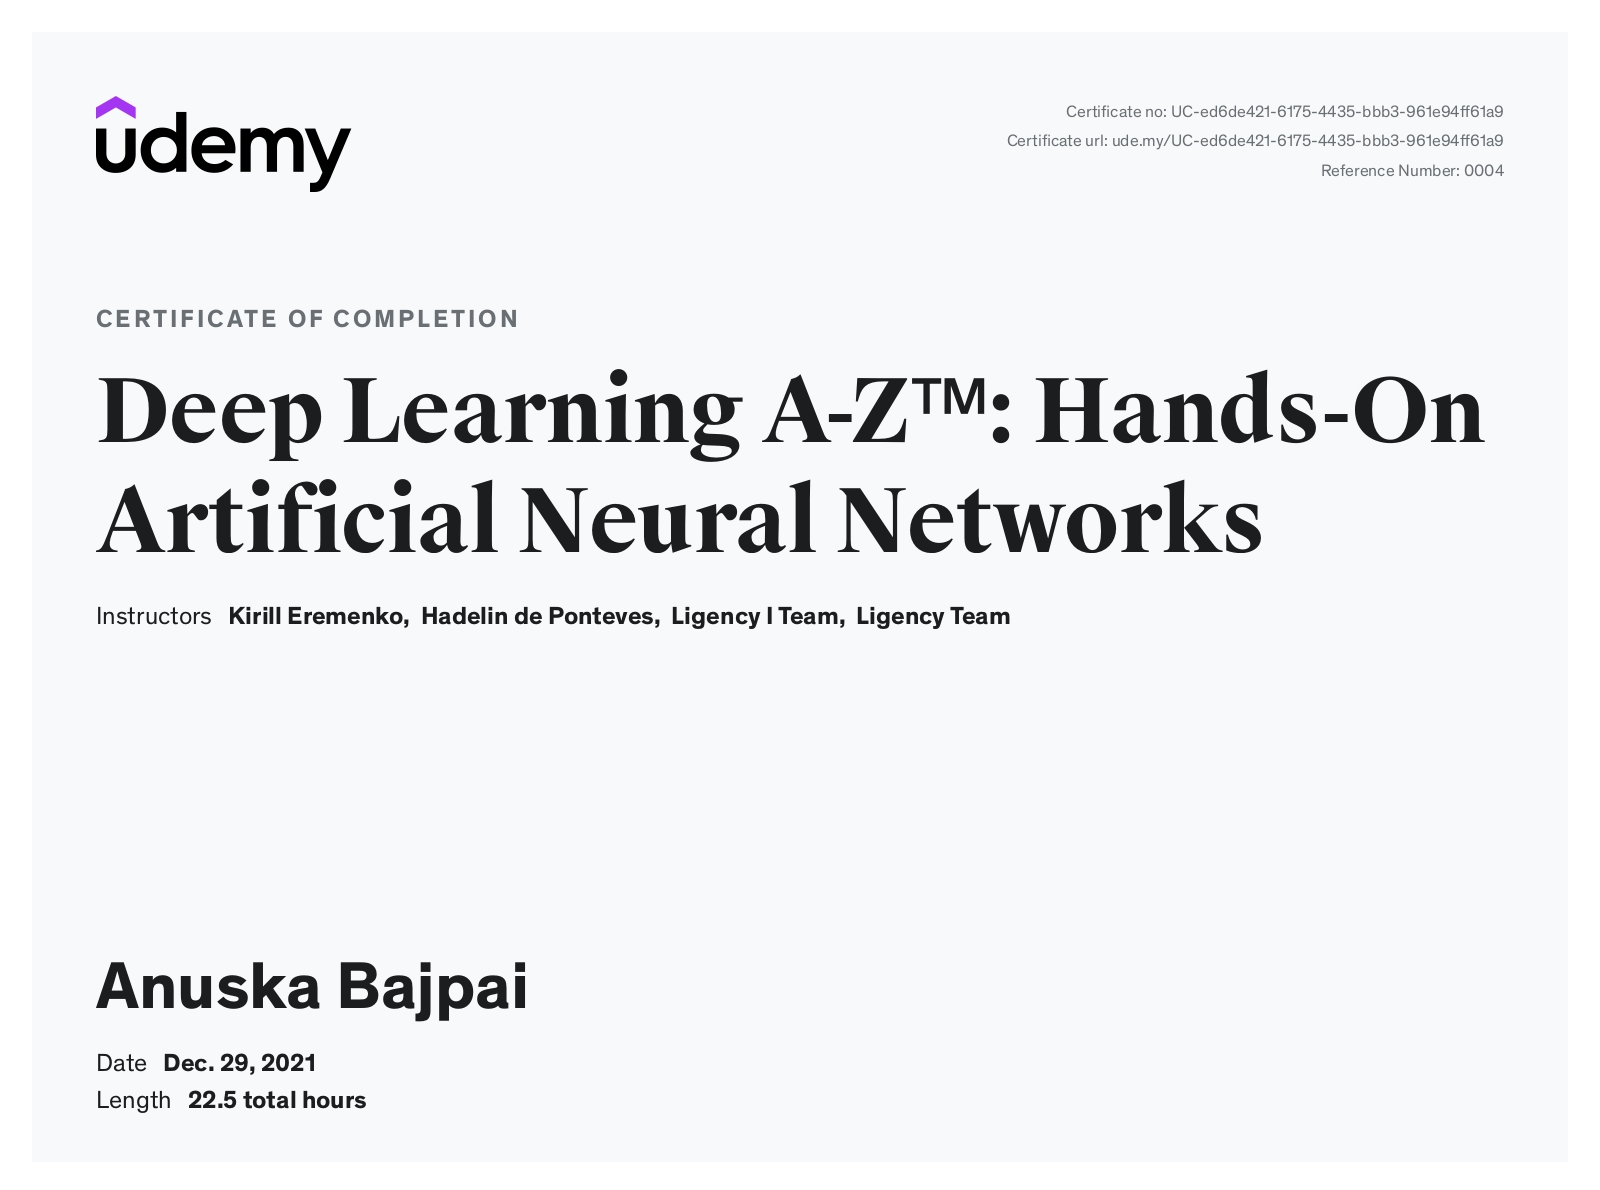 udemy
Certificate no: UC-ed6de421-6175-4435-bbb3-961e94ff61a9
Certificate url: ude.my/UC-ed6de421-6175-4435-bbb3-961e94ff61a9
Reference Number: 0004
CERTIFICATE OF COMPLETION
Deep Learning A-Z™: Hands-On
Artificial Neural Networks
Instructors Kirill Eremenko, Hadelin de Ponteves, Ligency I Team, Ligency Team
Anuska Bajpai
Date Dec. 29, 2021
Length 22.5 total hours